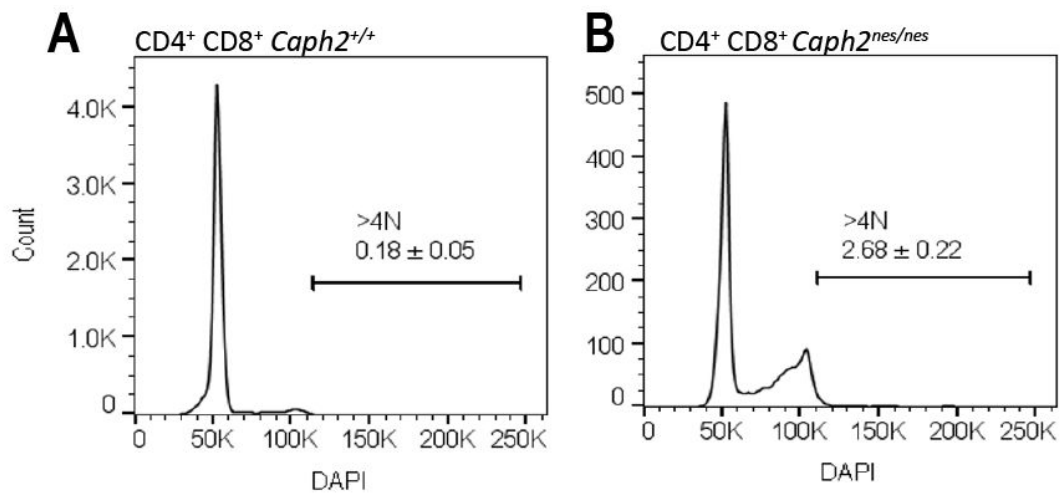 A
CD4⁺ CD8⁺ Caph2⁺/⁺
Count
4.0K
3.0K
2.0K
1.0K
0
>4N
0.18 ± 0.05
0
50K
100K
150K
200K
250K
DAPI
B
CD4⁺ CD8⁺ Caph2ⁿᵉˢ/ⁿᵉˢ
500
400
300
200
100
0
>4N
2.68 ± 0.22
0
50K
100K
150K
200K
250K
DAPI